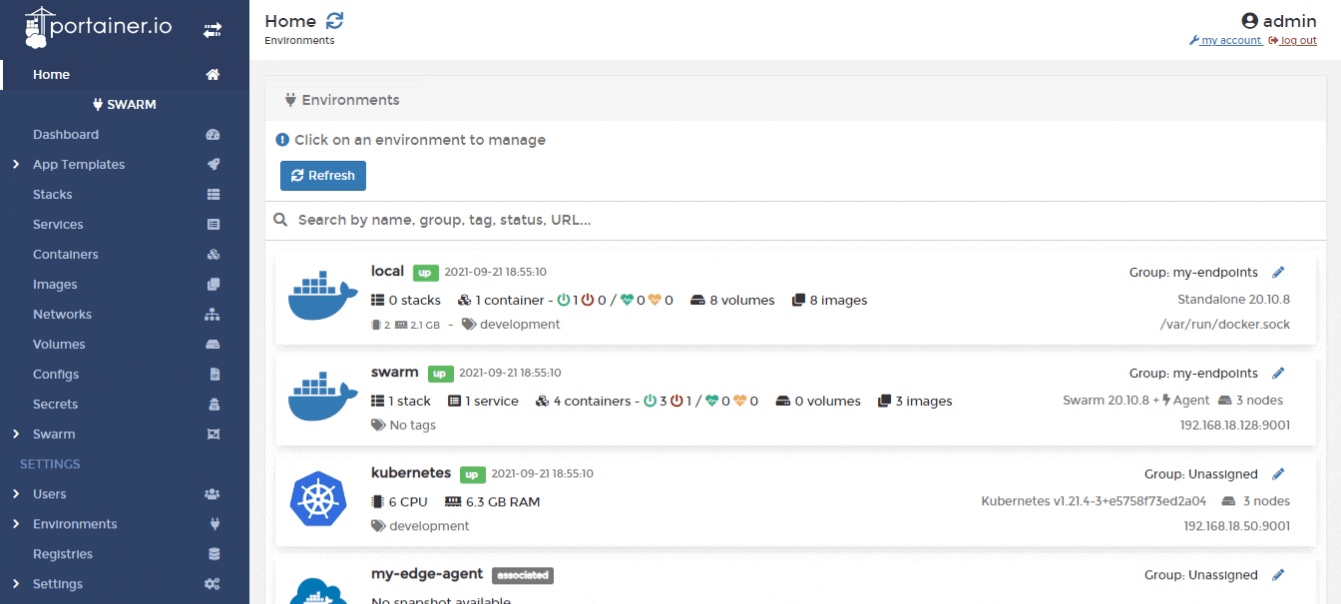 portainer.io
Home
SWARM
Dashboard
App Templates
Stacks
Services
Containers
Images
Networks
Volumes
Configs
Secrets
Swarm
SETTINGS
Users
Environments
Registries
Settings
Home
Environments
admin
my account log out
Environments
Click on an environment to manage
Refresh
Search by name, group, tag, status, URL...
local up 2021-09-21 18:55:10 Group: my-endpoints
0 stacks 1 container - 1 0 / 0 0 8 volumes 8 images Standalone 20.10.8
2 2.1 GB - development /var/run/docker.sock
swarm up 2021-09-21 18:55:10 Group: my-endpoints
1 stack 1 service 4 containers - 3 1 / 0 0 0 volumes 3 images Swarm 20.10.8 + Agent 3 nodes
No tags 192.168.18.128:9001
kubernetes up 2021-09-21 18:55:10 Group: Unassigned
6 CPU 6.3 GB RAM Kubernetes v1.21.4-3+e5758f73ed2a04 3 nodes
development 192.168.18.50:9001
my-edge-agent associated Group: Unassigned
No snapshot available